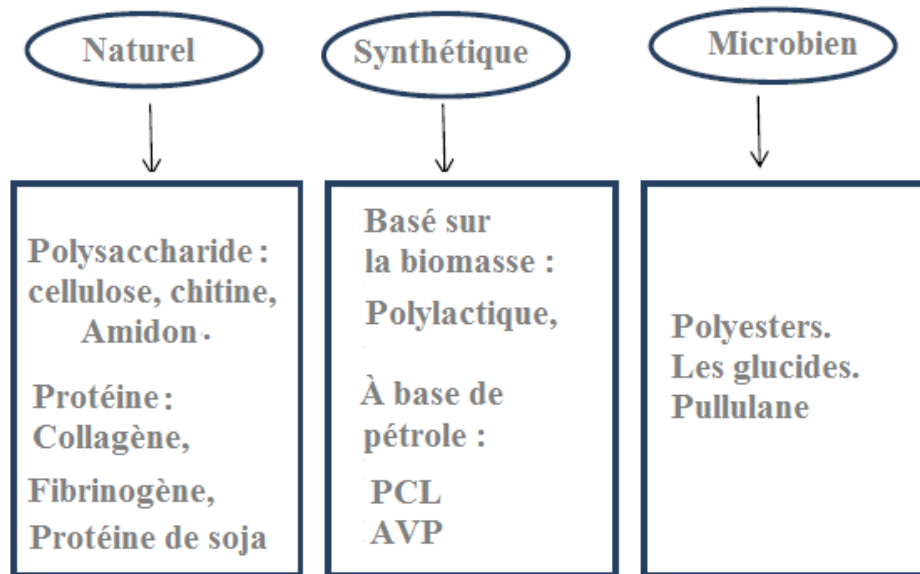 Naturel
Synthétique
Microbien
Polysaccharide :
cellulose, chitine,
Amidon .
Protéine :
Collagène,
Fibrinogène,
Protéine de soja
Basé sur
la biomasse :
Polylactique,
À base de
pétrole :
PCL
AVP
Polyesters.
Les glucides.
Pullulane